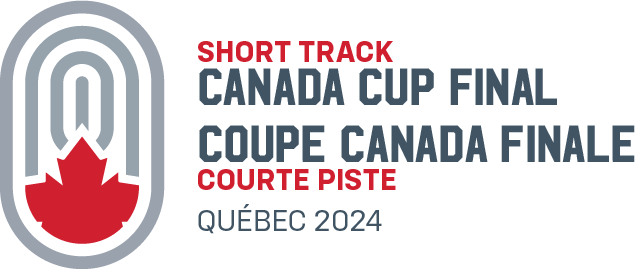 SHORT TRACK
CANADA CUP FINAL
COUPE CANADA FINALE
COURTE PISTE
QUÉBEC 2024